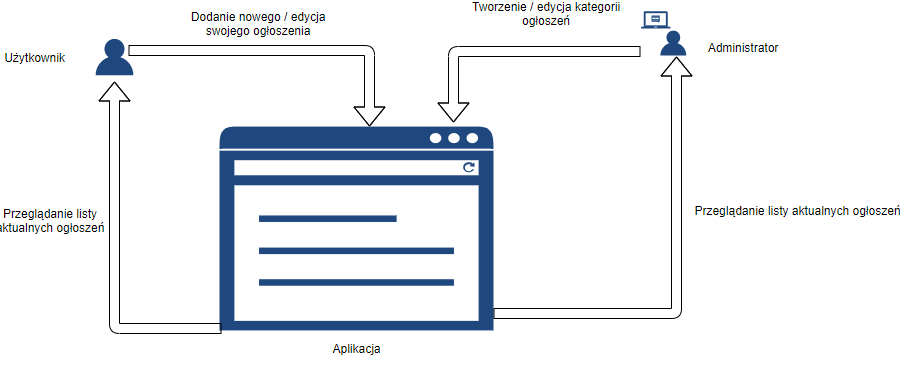 Dodanie nowego / edycja
swojego ogłoszenia
Tworzenie / edycja kategorii
ogłoszeń
Użytkownik
Administrator
Przeglądanie listy
aktualnych ogłoszeń
Przeglądanie listy aktualnych ogłoszeń
Aplikacja